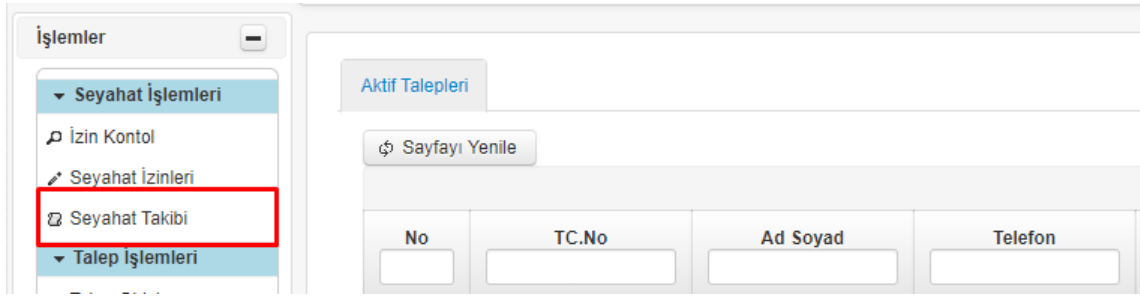 İşlemler
Seyahat İşlemleri
İzin Kontol
Seyahat İzinleri
Seyahat Takibi
Talep İşlemleri
Aktif Talepleri
Sayfayı Yenile
No TC.No Ad Soyad Telefon